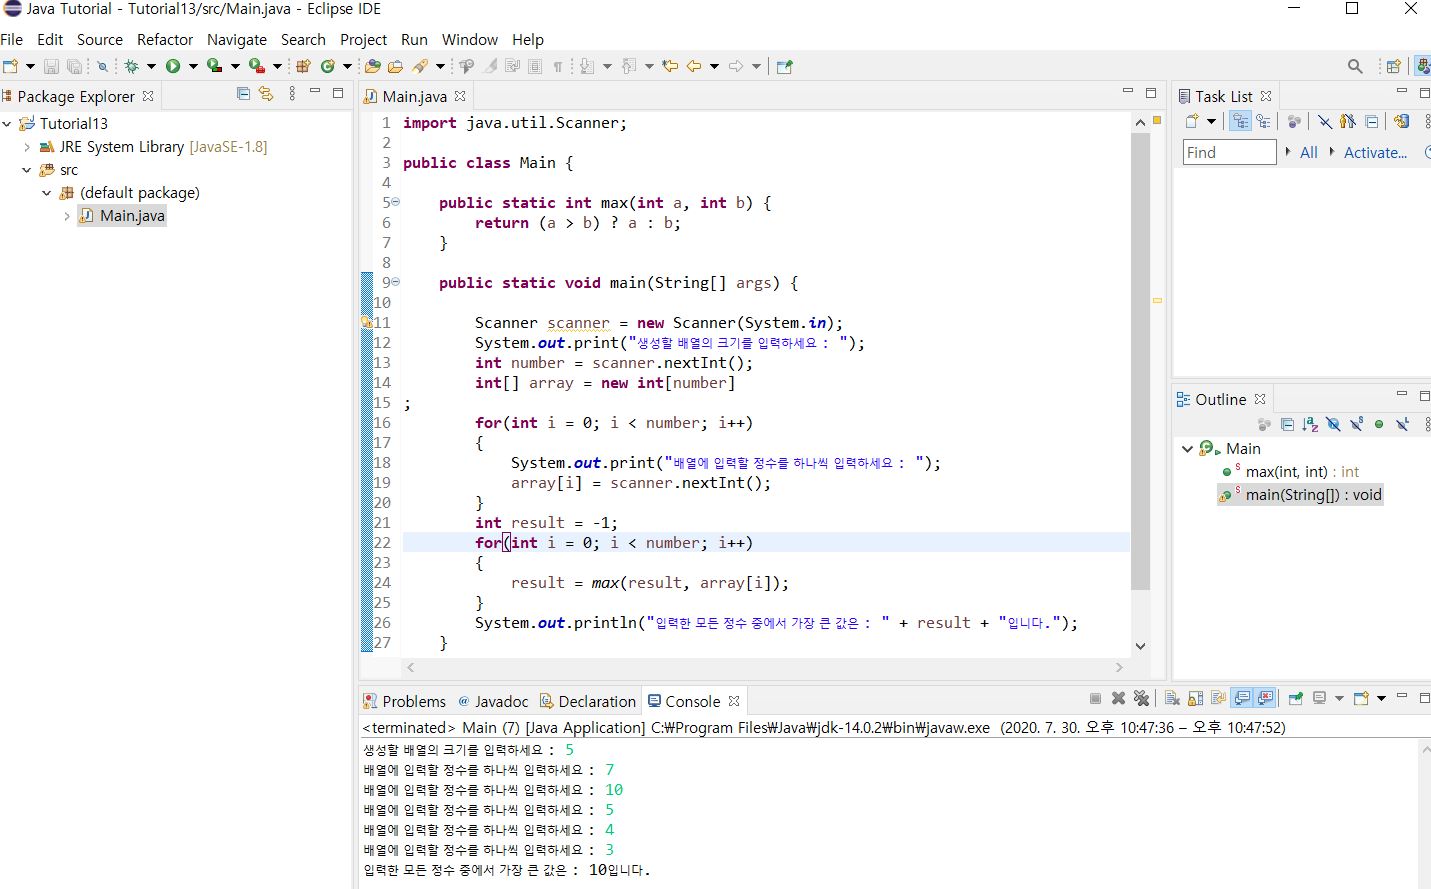 Java Tutorial - Tutorial13/src/Main.java - Eclipse IDE
File Edit Source Refactor Navigate Search Project Run Window Help
Package Explorer
Tutorial13
JRE System Library [JavaSE-1.8]
src
(default package)
Main.java
Main.java
1 import java.util.Scanner;
2
3 public class Main {
4
5 public static int max(int a, int b) {
6 return (a > b) ? a : b;
7 }
8
9 public static void main(String[] args) {
10
11 Scanner scanner = new Scanner(System.in);
12 System.out.print("생성할 배열의 크기를 입력하세요 : ");
13 int number = scanner.nextInt();
14 int[] array = new int[number]
15 ;
16 for(int i = 0; i < number; i++)
17 {
18 System.out.print("배열에 입력할 정수를 하나씩 입력하세요 : ");
19 array[i] = scanner.nextInt();
20 }
21 int result = -1;
22 for(int i = 0; i < number; i++)
23 {
24 result = max(result, array[i]);
25 }
26 System.out.println("입력한 모든 정수 중에서 가장 큰 값은 : " + result + "입니다.");
27 }
Task List
Find All Activate...
Outline
Main
max(int, int) : int
main(String[]) : void
Problems @ Javadoc Declaration Console
<terminated> Main (7) [Java Application] C:₩Program Files₩Java₩jdk-14.0.2₩bin₩javaw.exe (2020. 7. 30. 오후 10:47:36 – 오후 10:47:52)
생성할 배열의 크기를 입력하세요 : 5
배열에 입력할 정수를 하나씩 입력하세요 : 7
배열에 입력할 정수를 하나씩 입력하세요 : 10
배열에 입력할 정수를 하나씩 입력하세요 : 5
배열에 입력할 정수를 하나씩 입력하세요 : 4
배열에 입력할 정수를 하나씩 입력하세요 : 3
입력한 모든 정수 중에서 가장 큰 값은 : 10입니다.